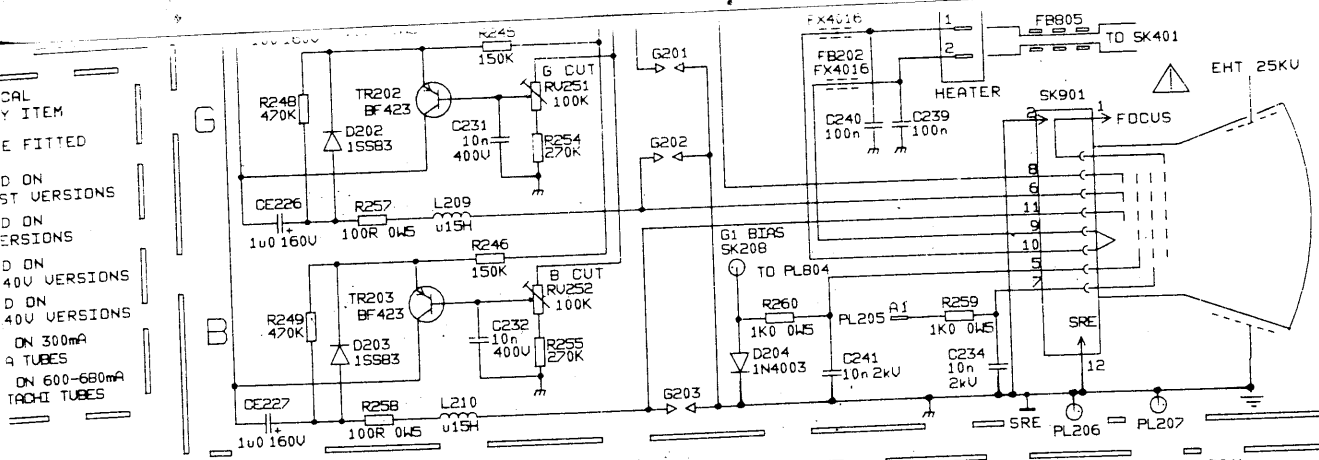 CAL
Y ITEM
E FITTED
D ON
ST VERSIONS
D ON
ERSIONS
D ON
40V VERSIONS
D ON
40V VERSIONS
ON 300mA
A TUBES
ON 600-680mA
TACHI TUBES
G
B
R245
150K
R248
470K
TR202
BF423
G CUT
RV251
100K
D202
1SS83
C231
10n
400V
R254
270K
CE226
+
1u0 160V
R257
100R 0W5
L209
u15H
R246
150K
R249
470K
TR203
BF423
B CUT
RV252
100K
D203
1SS83
C232
10n
400V
R255
270K
CE227
+
1u0 160V
R258
100R 0W5
L210
u15H
G201
G202
G203
FX4016
FB202
FX4016
1
2
HEATER
FB805
TO SK401
C240
100n
C239
100n
SK901
1
FOCUS
EHT 25KV
8
6
11
9
10
5
7
G1 BIAS
SK208
TO PL804
R260
1K0 0W5
PL205
A1
R259
1K0 0W5
D204
1N4003
C241
10n 2kV
C234
10n
2kV
SRE
12
SRE
PL206
PL207